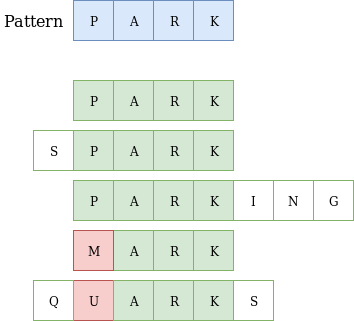 Pattern P A R K
P A R K
S P A R K
P A R K I N G
M A R K
Q U A R K S